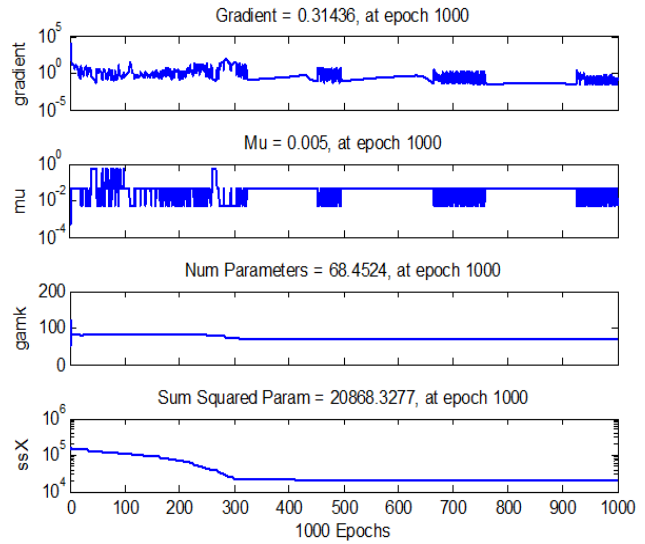 Gradient = 0.31436, at epoch 1000
10^5
10^0
10^-5
gradient
Mu = 0.005, at epoch 1000
10^0
10^-2
10^-4
mu
Num Parameters = 68.4524, at epoch 1000
200
100
0
gamk
Sum Squared Param = 20868.3277, at epoch 1000
10^6
10^5
10^4
ssX
0 100 200 300 400 500 600 700 800 900 1000
1000 Epochs